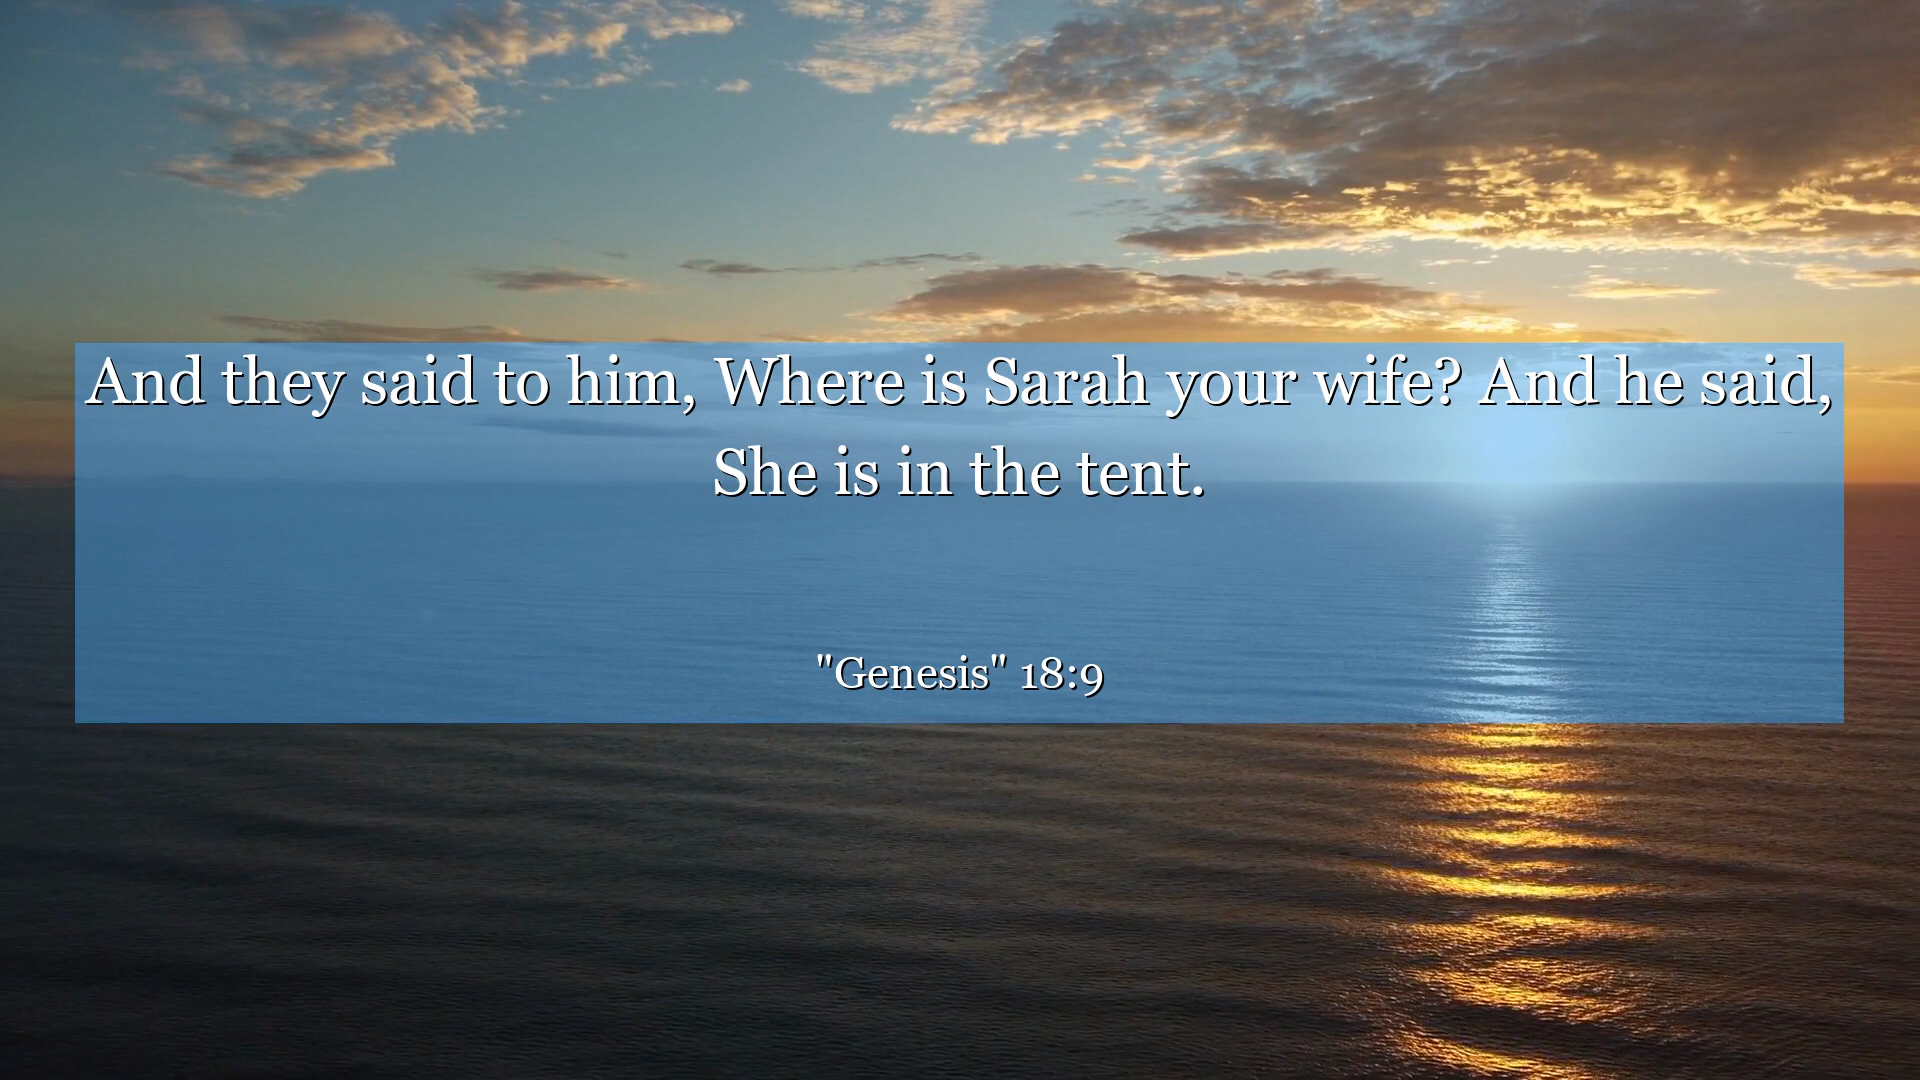 And they said to him, Where is Sarah your wife? And he said,
She is in the tent.
"Genesis" 18:9